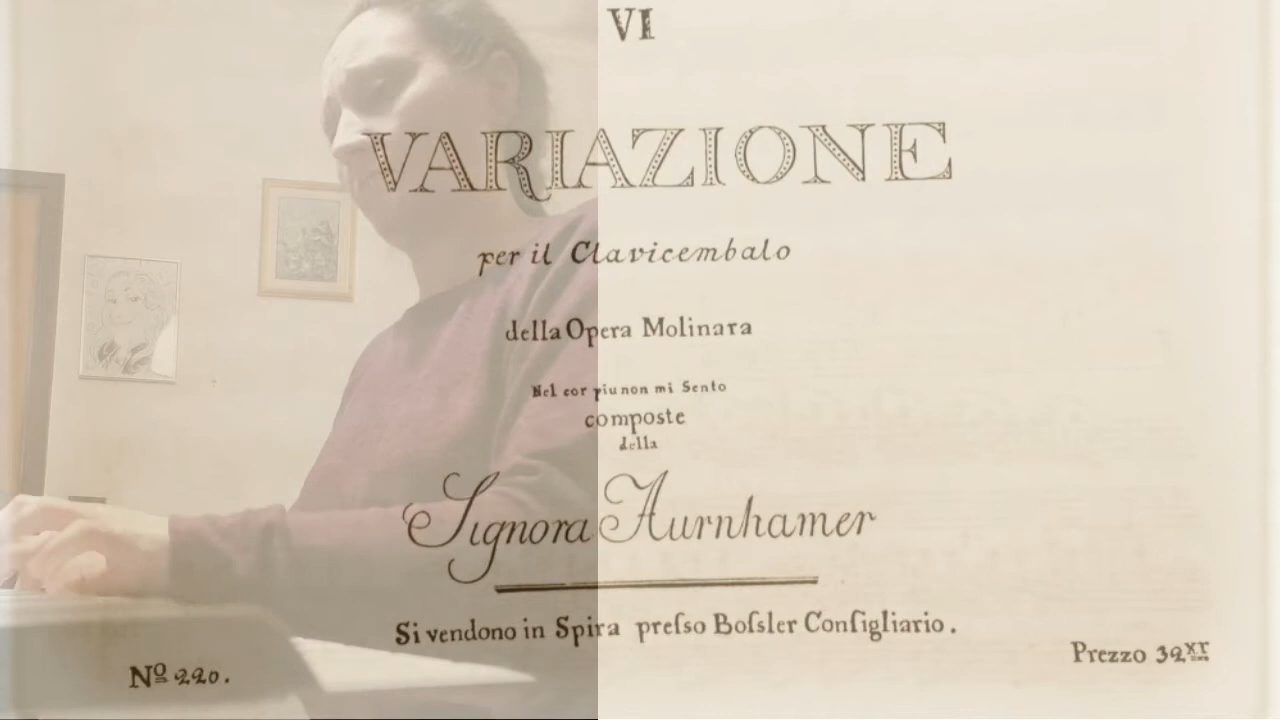 VI
VARIAZIONE
per il Clavicembalo
della Opera Molinara
Nel cor piu non mi Sento
composte
della
Signora Aurnhamer
Si vendono in Spira preſso Boſsler Conſigliario.
Nº 220.
Prezzo 32 xr